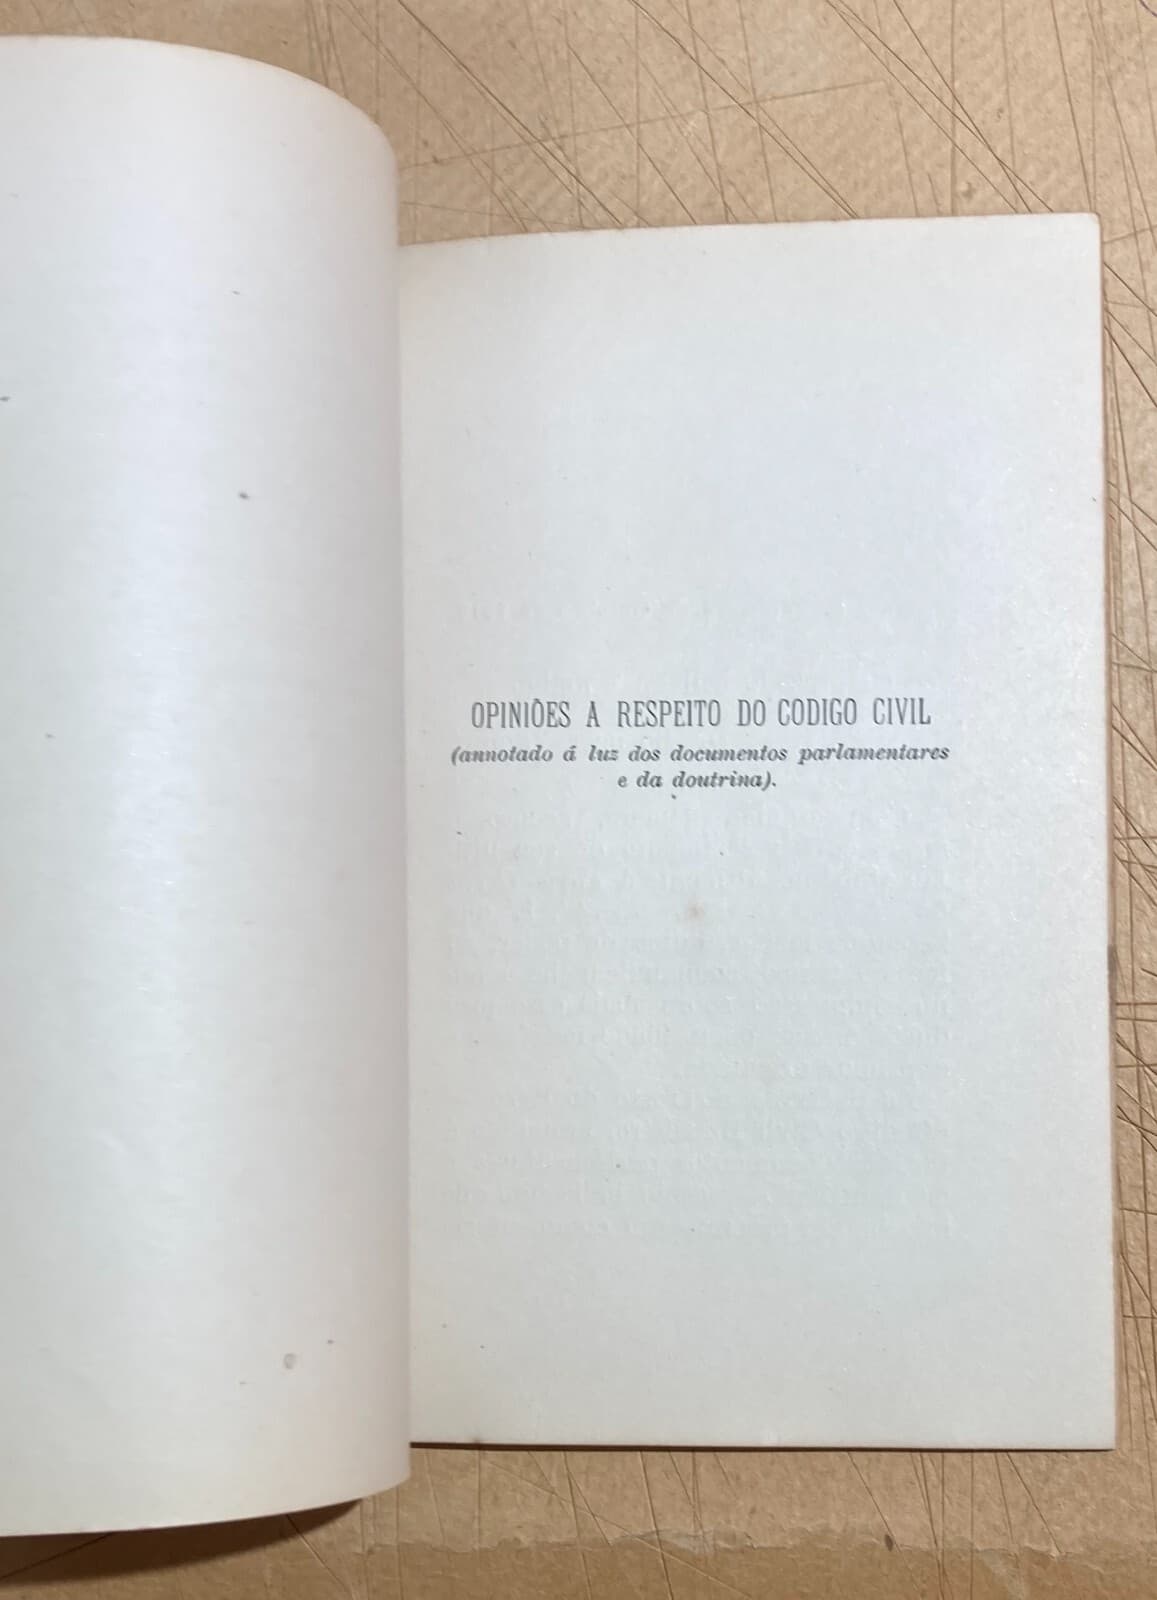 OPINIÕES A RESPEITO DO CODIGO CIVIL
(annotado á luz dos documentos parlamentares
e da doutrina).